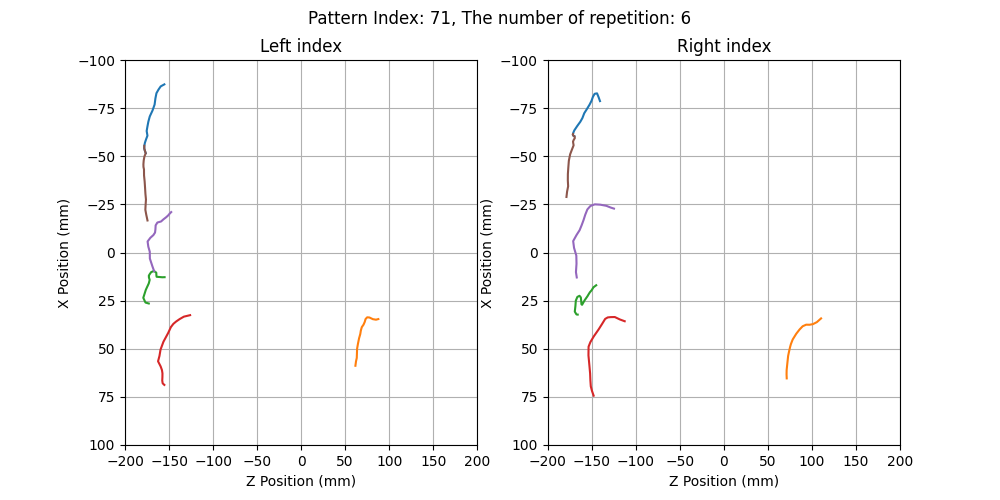 Pattern Index: 71, The number of repetition: 6
Left index
Right index
−100
−75
−50
−25
0
25
50
75
100
X Position (mm)
−200 −150 −100 −50 0 50 100 150 200
Z Position (mm)
−100
−75
−50
−25
0
25
50
75
100
X Position (mm)
−200 −150 −100 −50 0 50 100 150 200
Z Position (mm)